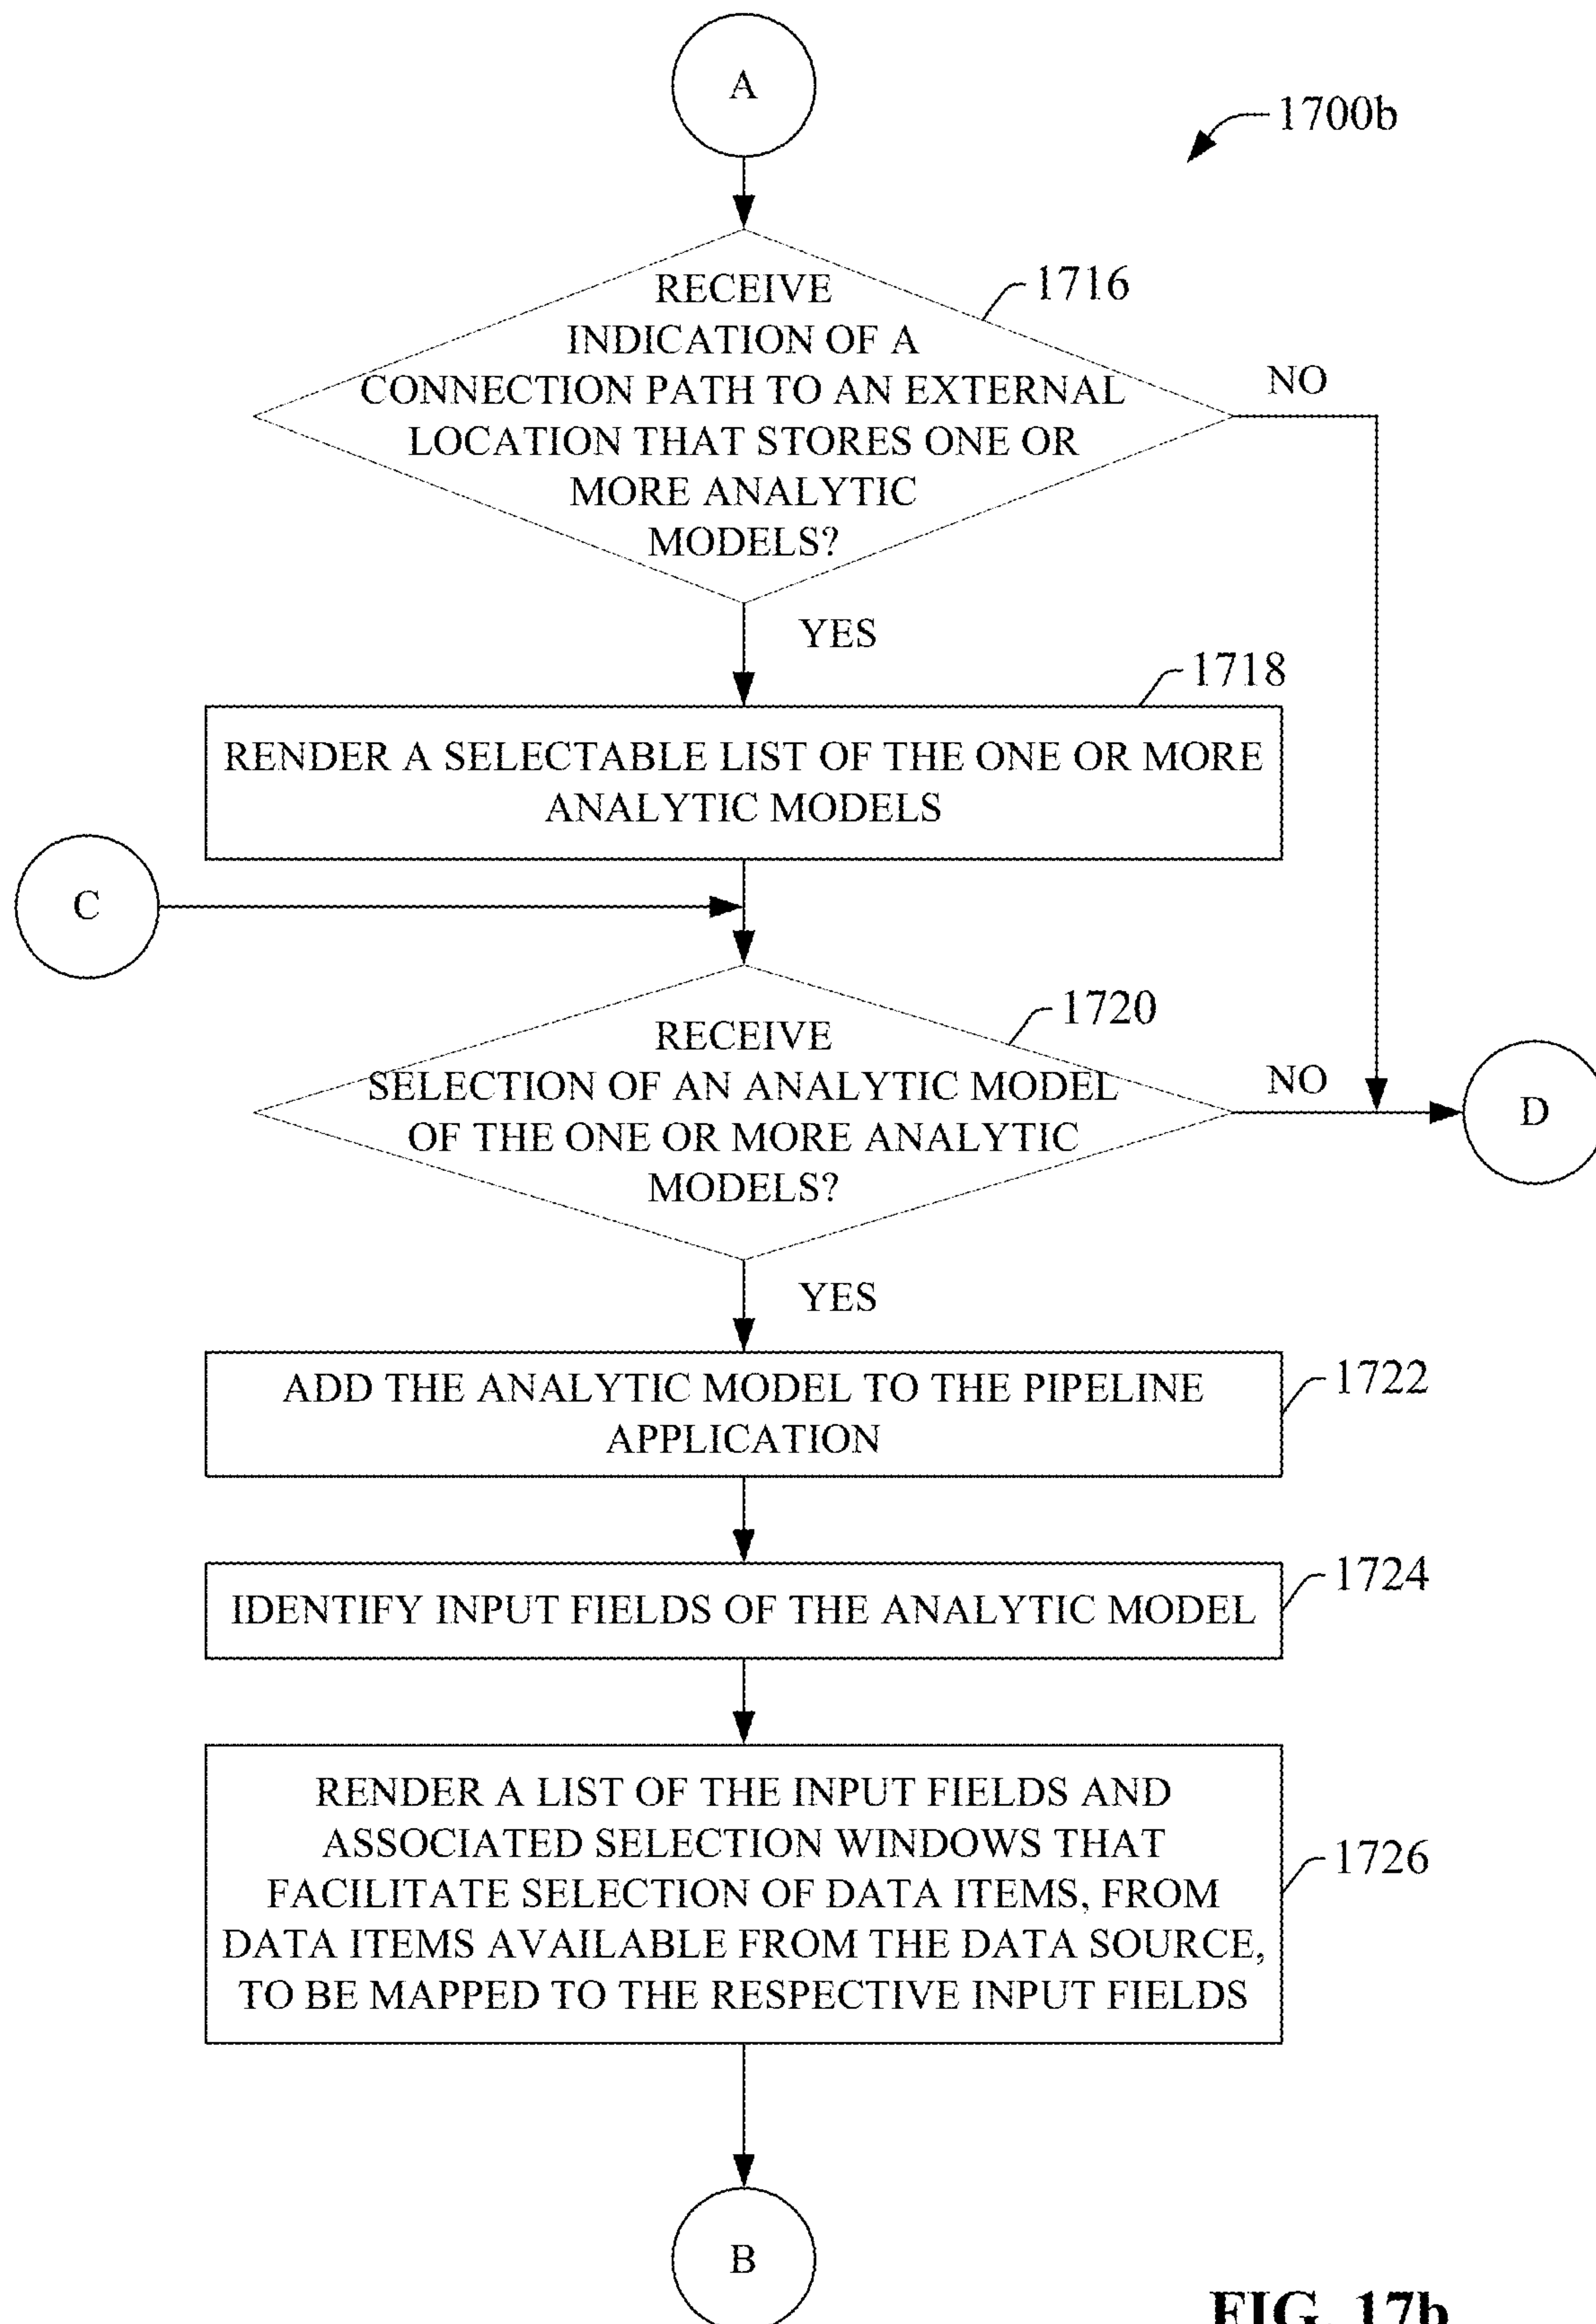 A
1700b
1716
RECEIVE
INDICATION OF A
CONNECTION PATH TO AN EXTERNAL
LOCATION THAT STORES ONE OR
MORE ANALYTIC
MODELS?
NO
YES
1718
RENDER A SELECTABLE LIST OF THE ONE OR MORE
ANALYTIC MODELS
C
1720
RECEIVE
SELECTION OF AN ANALYTIC MODEL
OF THE ONE OR MORE ANALYTIC
MODELS?
NO
D
YES
ADD THE ANALYTIC MODEL TO THE PIPELINE
APPLICATION
1722
IDENTIFY INPUT FIELDS OF THE ANALYTIC MODEL
1724
RENDER A LIST OF THE INPUT FIELDS AND
ASSOCIATED SELECTION WINDOWS THAT
FACILITATE SELECTION OF DATA ITEMS, FROM
DATA ITEMS AVAILABLE FROM THE DATA SOURCE,
TO BE MAPPED TO THE RESPECTIVE INPUT FIELDS
1726
B
FIG. 17b